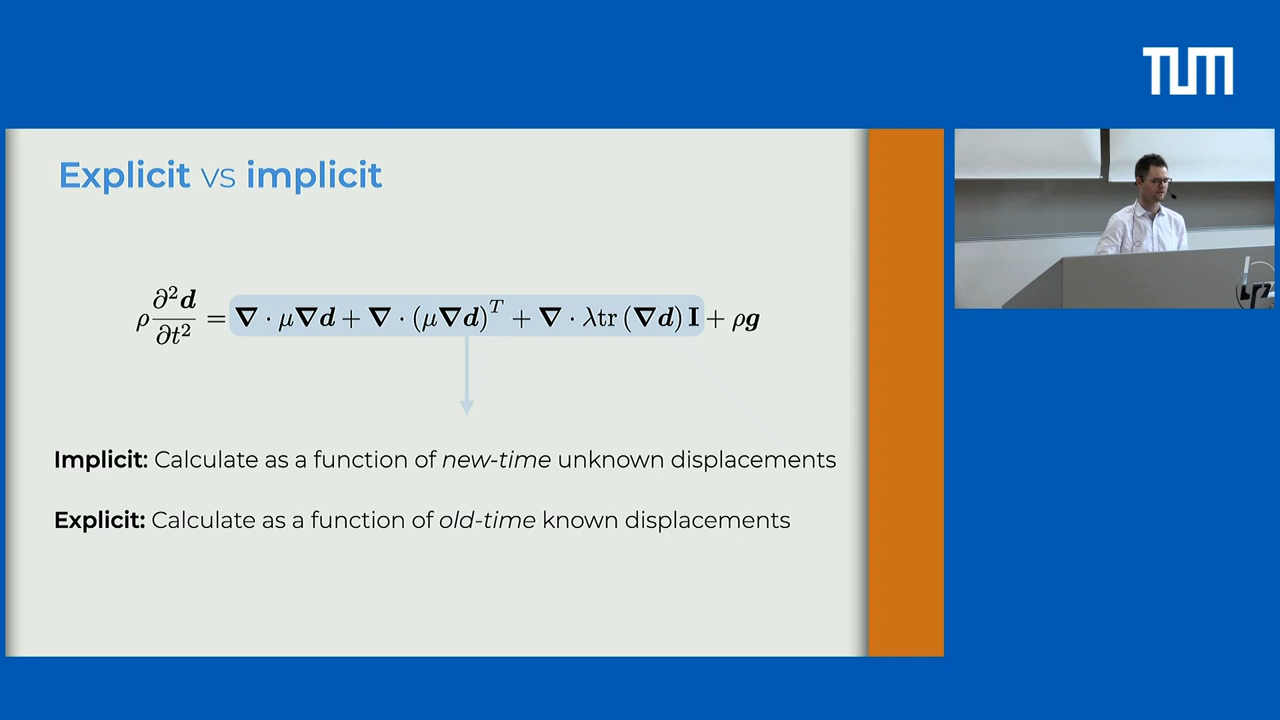 TUM
Explicit vs implicit
ρ ∂²d/∂t² = ∇ · μ∇d + ∇ · (μ∇d)ᵀ + ∇ · λtr (∇d) I + ρg
Implicit: Calculate as a function of new-time unknown displacements
Explicit: Calculate as a function of old-time known displacements